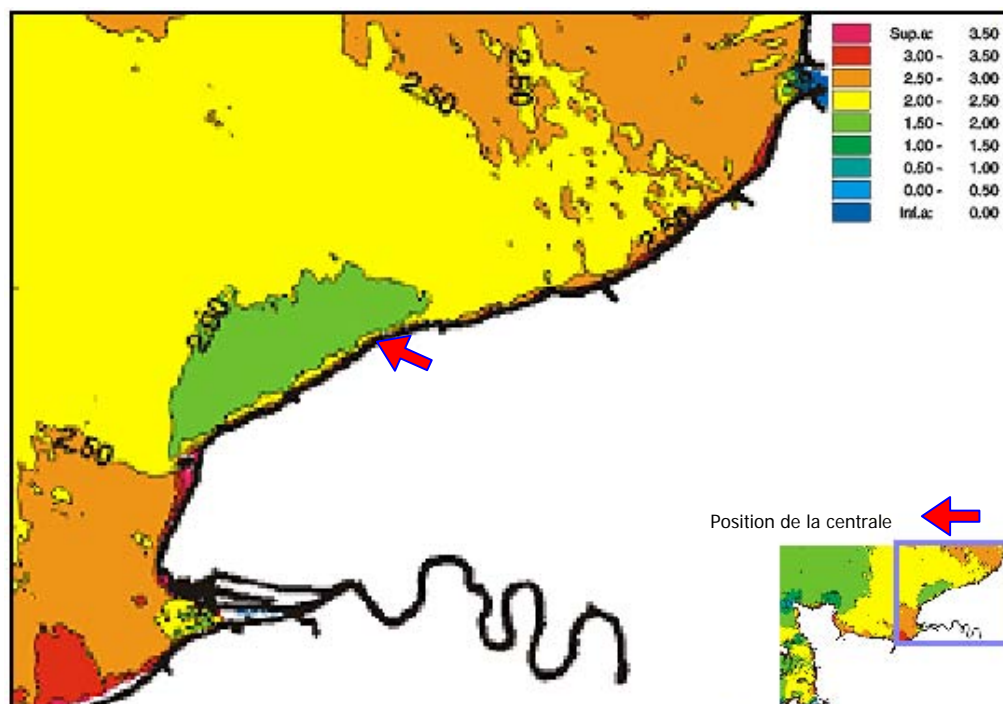 Sup.a: 3.50
3.00 - 3.50
2.50 - 3.00
2.00 - 2.50
1.50 - 2.00
1.00 - 1.50
0.50 - 1.00
0.00 - 0.50
Inf.a: 0.00
2.50
2.50
2.50
2.00
2.50
Position de la centrale